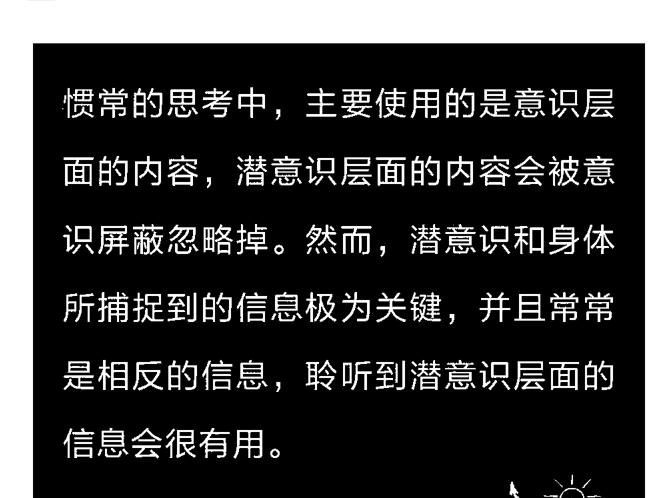 惯常的思考中，主要使用的是意识层
面的内容，潜意识层面的内容会被意
识屏蔽忽略掉。然而，潜意识和身体
所捕捉到的信息极为关键，并且常常
是相反的信息，聆听到潜意识层面的
信息会很有用。